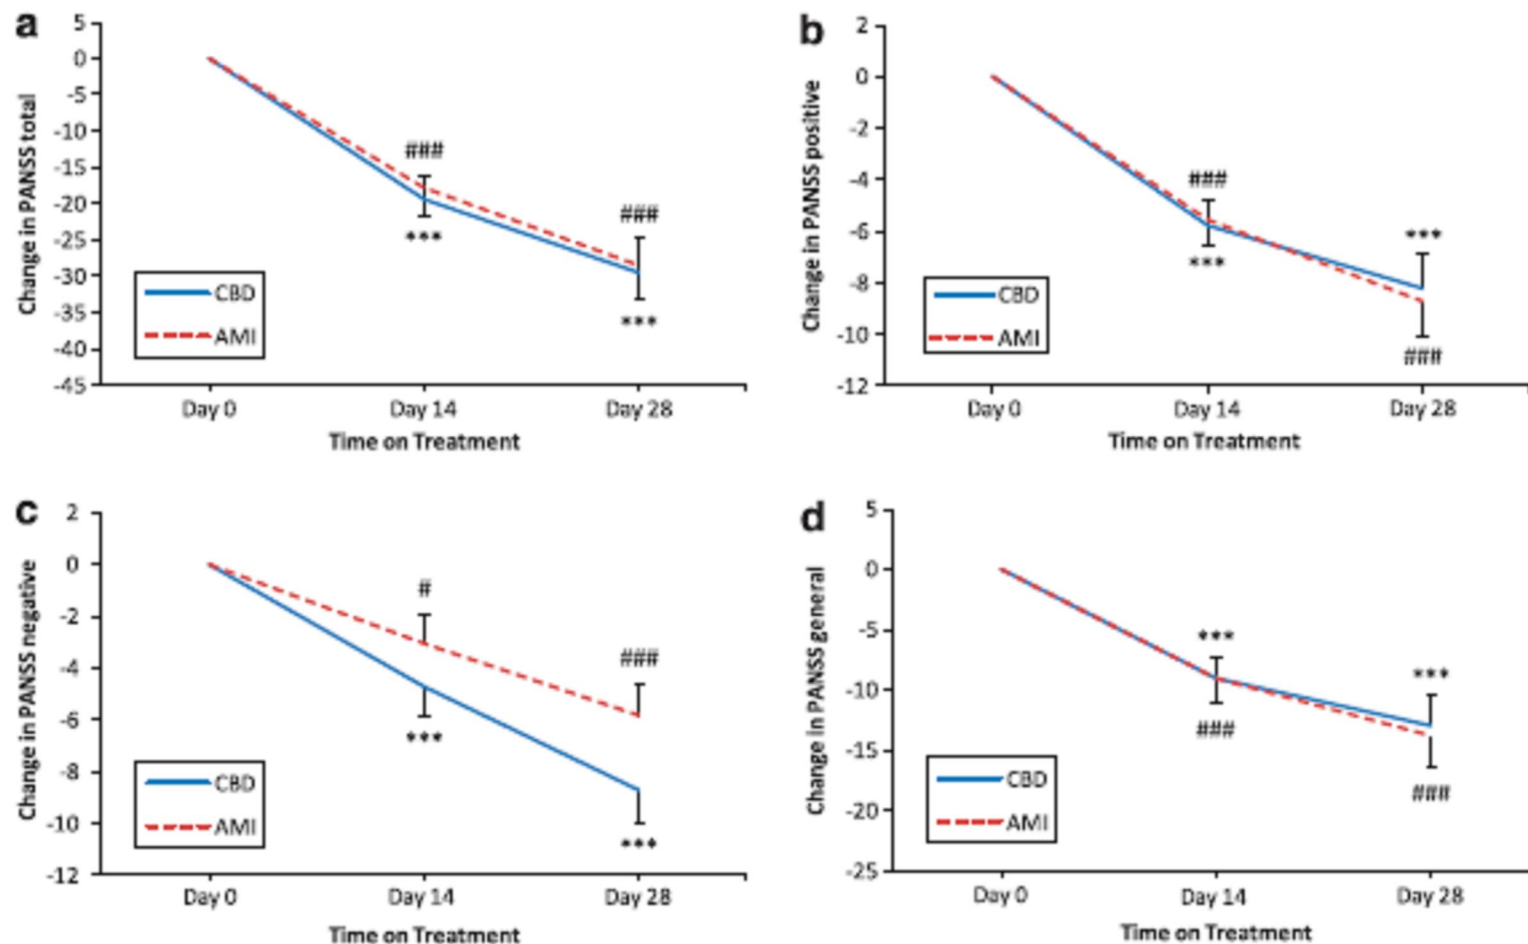 a
Change in PANSS total
5
0
-5
-10
-15
-20
-25
-30
-35
-40
-45
###
***
###
***
CBD
AMI
Day 0
Day 14
Day 28
Time on Treatment
b
Change in PANSS positive
2
0
-2
-4
-6
-8
-10
-12
###
***
***
###
CBD
AMI
Day 0
Day 14
Day 28
Time on Treatment
c
Change in PANSS negative
2
0
-2
-4
-6
-8
-10
-12
#
***
###
***
CBD
AMI
Day 0
Day 14
Day 28
Time on Treatment
d
Change in PANSS general
5
0
-5
-10
-15
-20
-25
***
###
***
###
CBD
AMI
Day 0
Day 14
Day 28
Time on Treatment